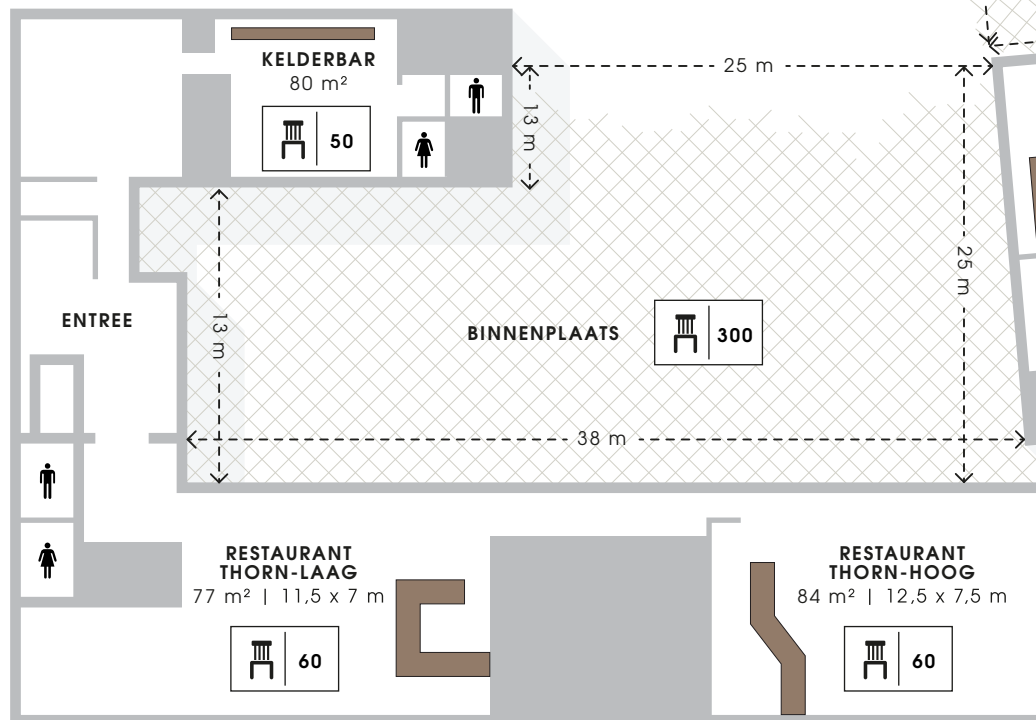 KELDERBAR
80 m²
50
25 m
13 m
25 m
13 m
ENTREE
BINNENPLAATS
300
38 m
RESTAURANT
THORN-LAAG
77 m² | 11,5 x 7 m
60
RESTAURANT
THORN-HOOG
84 m² | 12,5 x 7,5 m
60